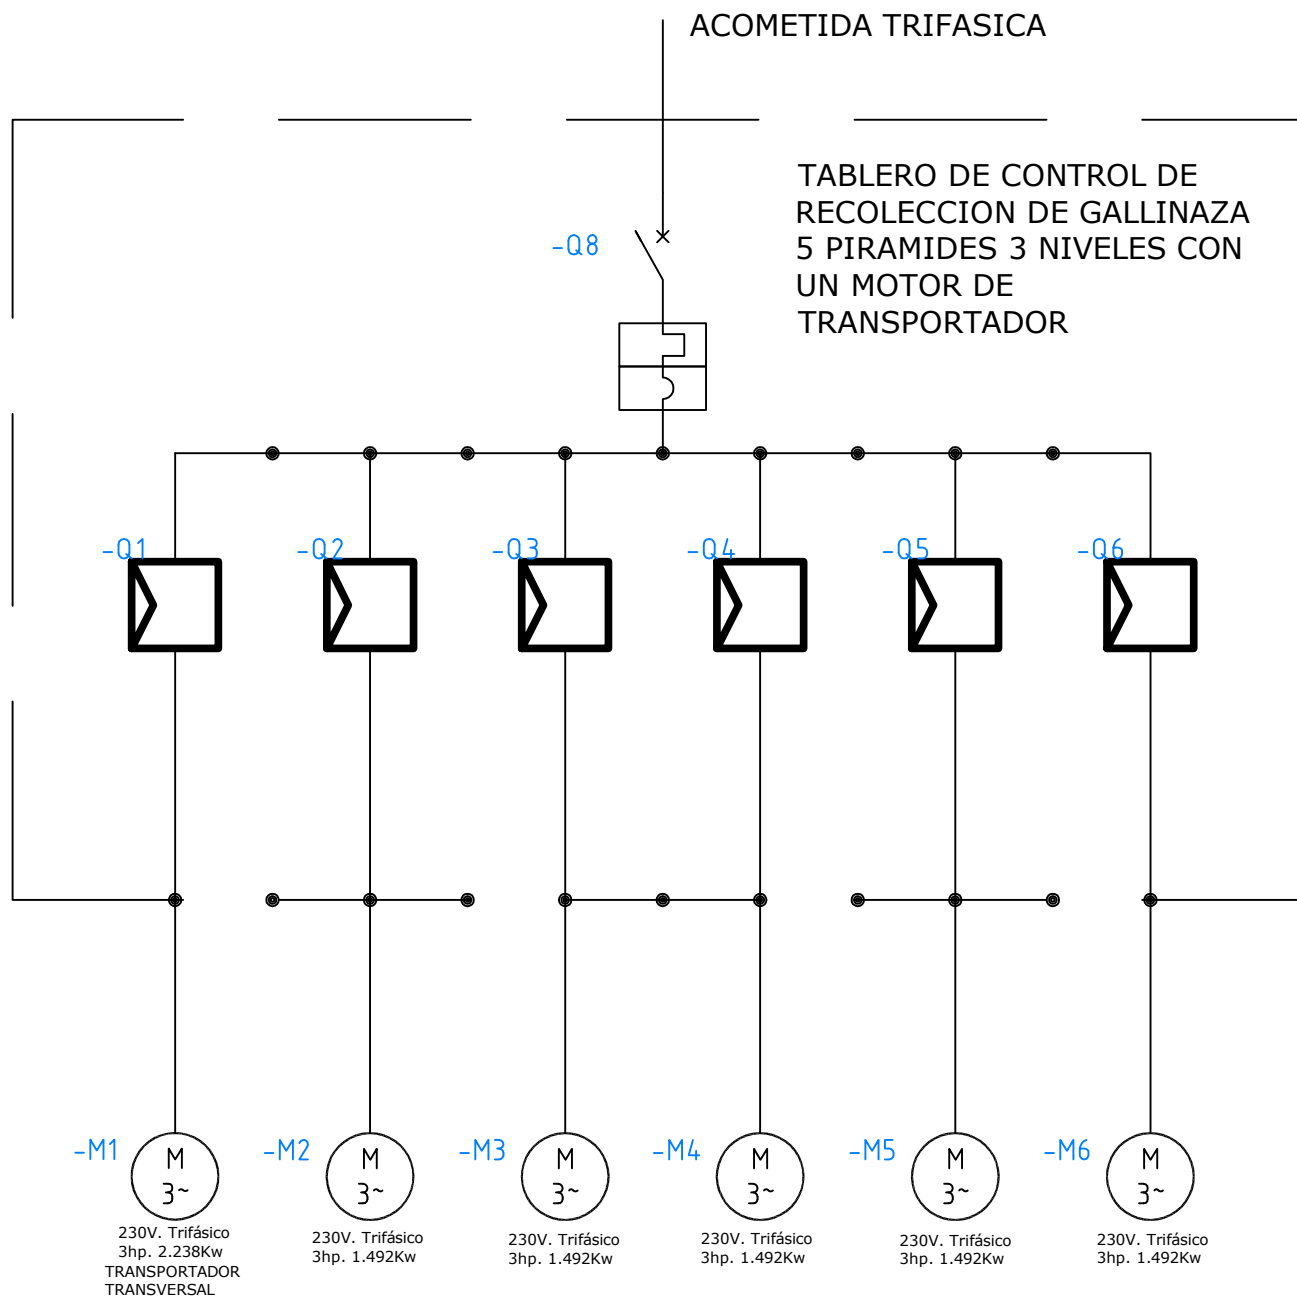 ACOMETIDA TRIFASICA
TABLERO DE CONTROL DE
RECOLECCION DE GALLINAZA
5 PIRAMIDES 3 NIVELES CON
UN MOTOR DE
TRANSPORTADOR
-Q8
-Q1
-Q2
-Q3
-Q4
-Q5
-Q6
-M1
M
3~
230V. Trifásico
3hp. 2.238Kw
TRANSPORTADOR
TRANSVERSAL
-M2
M
3~
230V. Trifásico
3hp. 1.492Kw
-M3
M
3~
230V. Trifásico
3hp. 1.492Kw
-M4
M
3~
230V. Trifásico
3hp. 1.492Kw
-M5
M
3~
230V. Trifásico
3hp. 1.492Kw
-M6
M
3~
230V. Trifásico
3hp. 1.492Kw